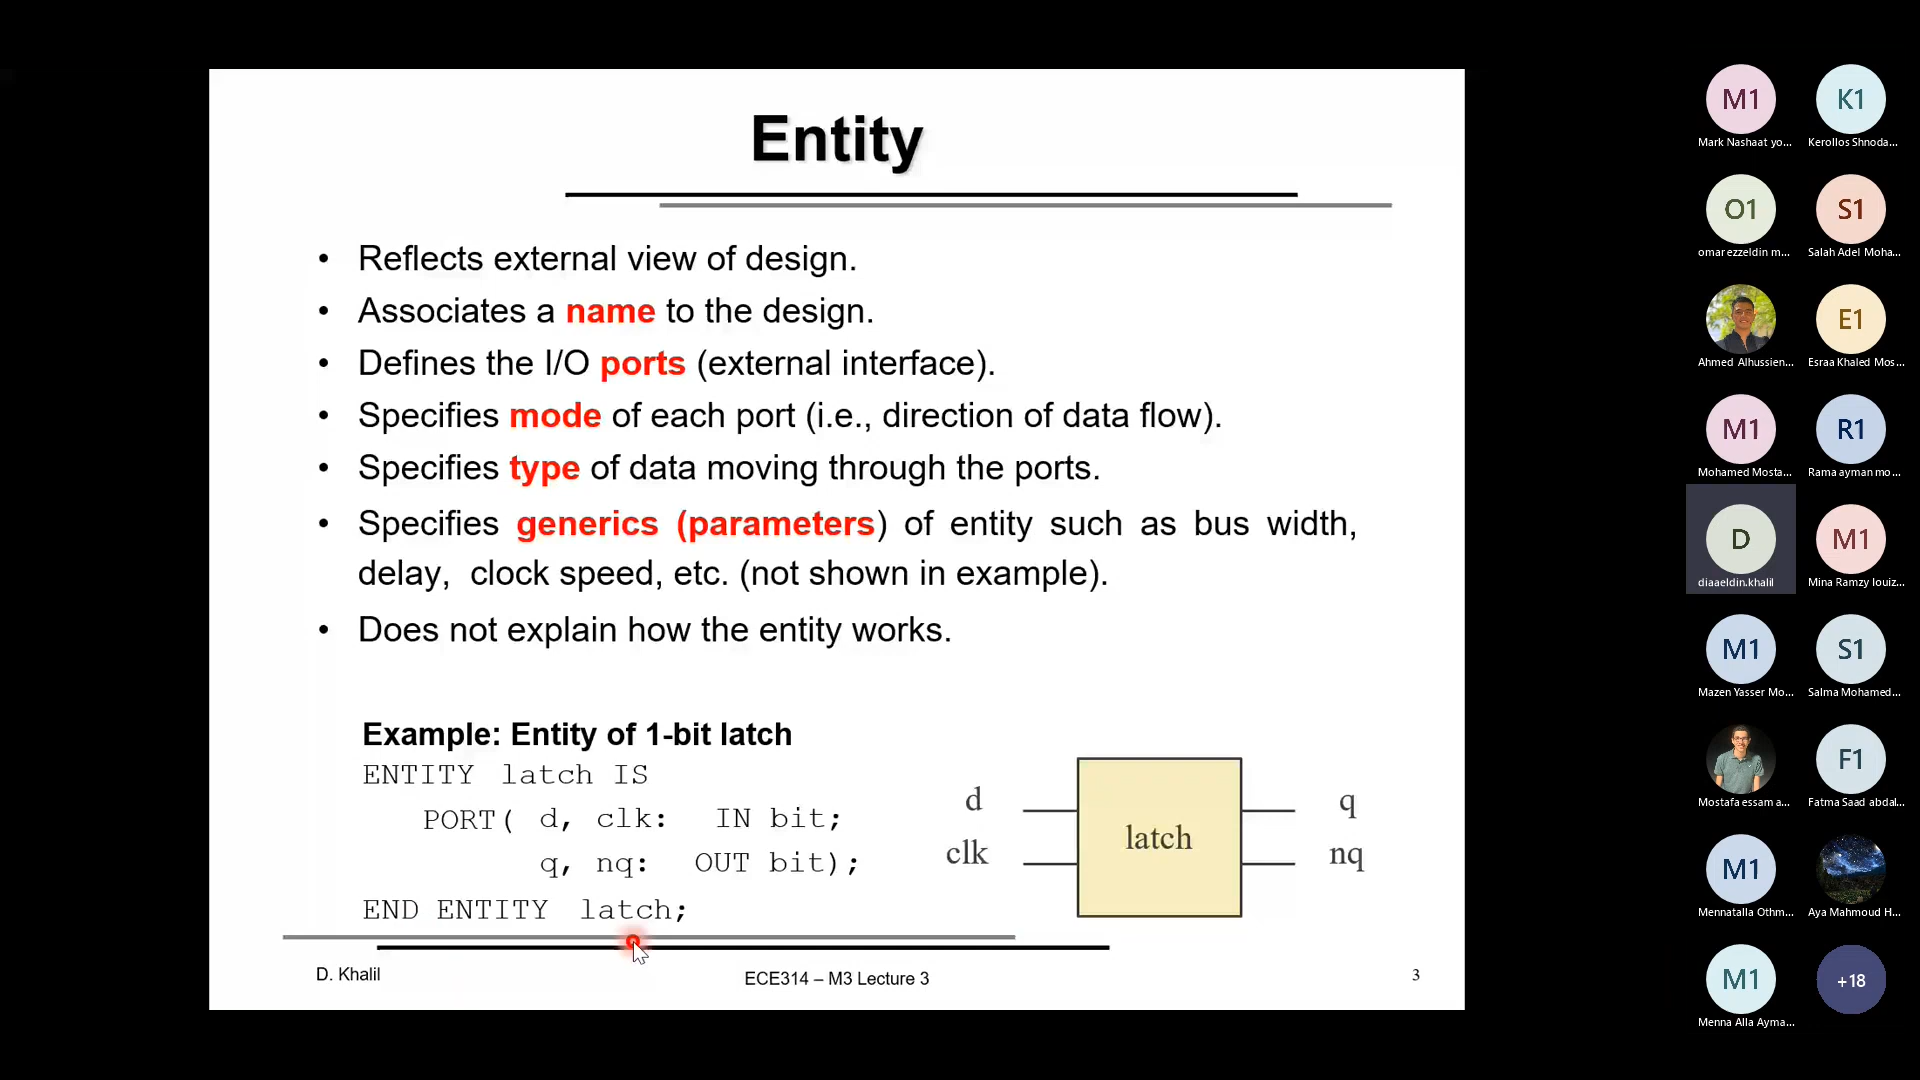 Entity
• Reflects external view of design.
• Associates a name to the design.
• Defines the I/O ports (external interface).
• Specifies mode of each port (i.e., direction of data flow).
• Specifies type of data moving through the ports.
• Specifies generics (parameters) of entity such as bus width,
delay, clock speed, etc. (not shown in example).
• Does not explain how the entity works.
Example: Entity of 1-bit latch
ENTITY latch IS
PORT( d, clk: IN bit;
q, nq: OUT bit);
END ENTITY latch;
d
clk
latch
q
nq
D. Khalil
ECE314 – M3 Lecture 3
3
M1
K1
Mark Nashaat yo...
Kerollos Shnoda...
O1
S1
omar ezzeldin m...
Salah Adel Moha...
E1
Ahmed Alhussien...
Esraa Khaled Mos...
M1
R1
Mohamed Mosta...
Rama ayman mo...
D
M1
diaaeldin.khalil
Mina Ramzy louiz...
M1
S1
Mazen Yasser Mo...
Salma Mohamed...
F1
Mostafa essam a...
Fatma Saad abdal...
M1
Mennatalla Othm...
Aya Mahmoud H...
M1
+18
Menna Alla Ayma...